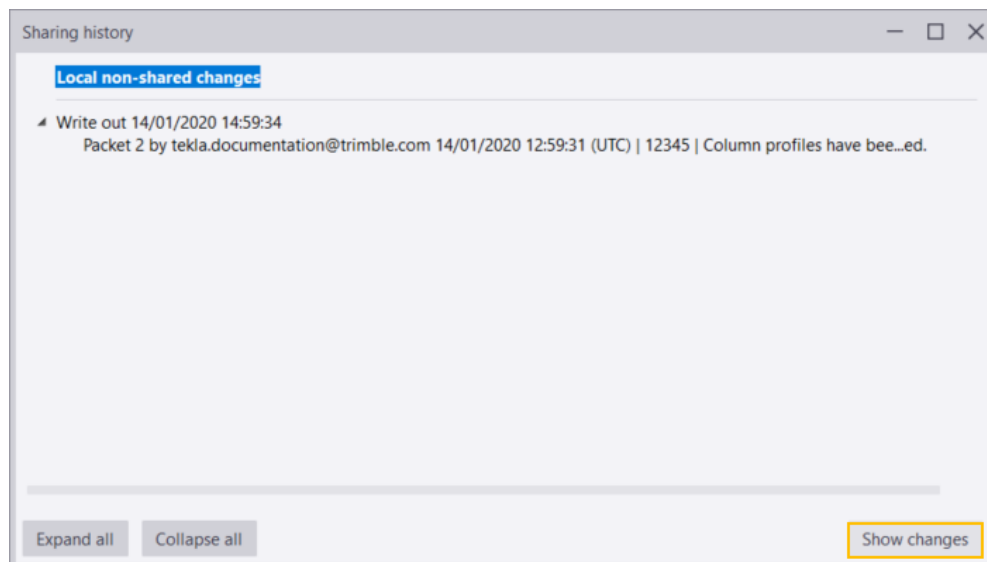 Sharing history
Local non-shared changes
Write out 14/01/2020 14:59:34
Packet 2 by tekla.documentation@trimble.com 14/01/2020 12:59:31 (UTC) | 12345 | Column profiles have bee...ed.
Expand all
Collapse all
Show changes